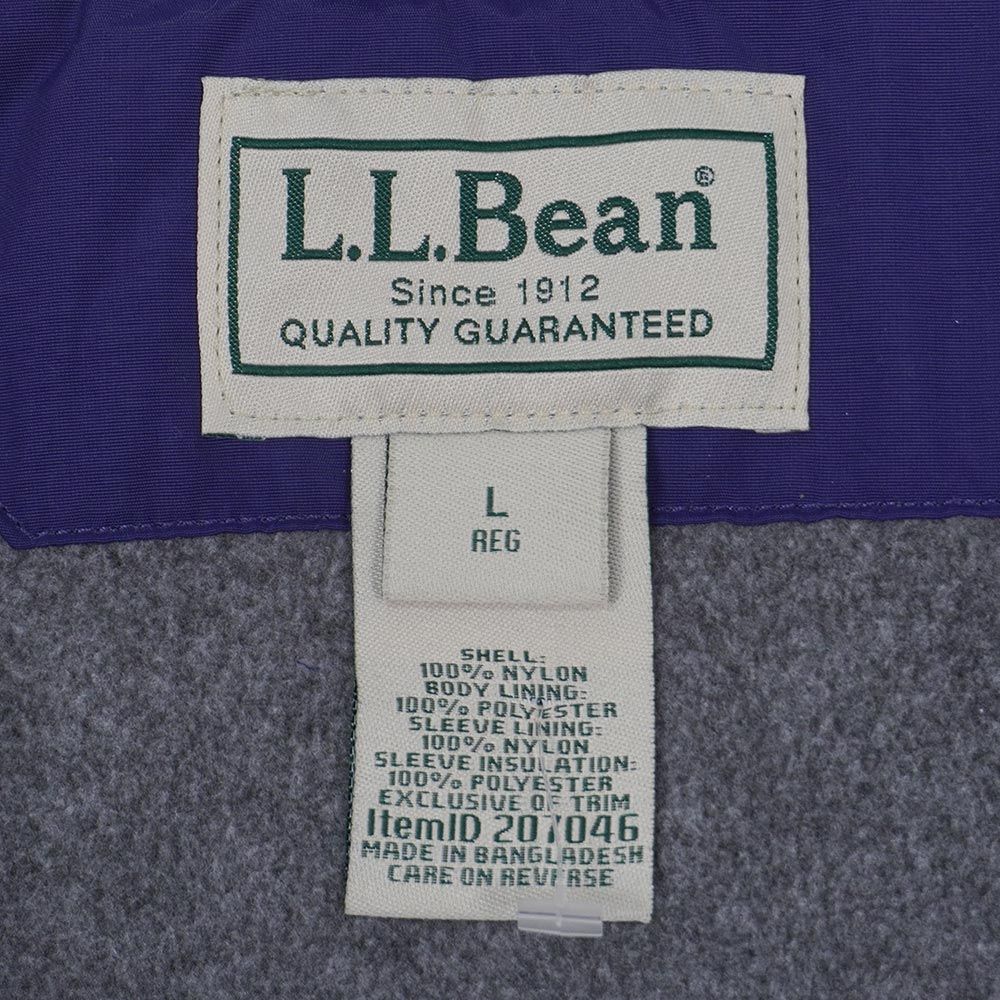 L.L.Bean®
Since 1912
QUALITY GUARANTEED
L
REG
SHELL:
100% NYLON
BODY LINING:
100% POLYESTER
SLEEVE LINING:
100% NYLON
SLEEVE INSULATION:
100% POLYESTER
EXCLUSIVE OF TRIM
ItemID 207046
MADE IN BANGLADESH
CARE ON REVERSE